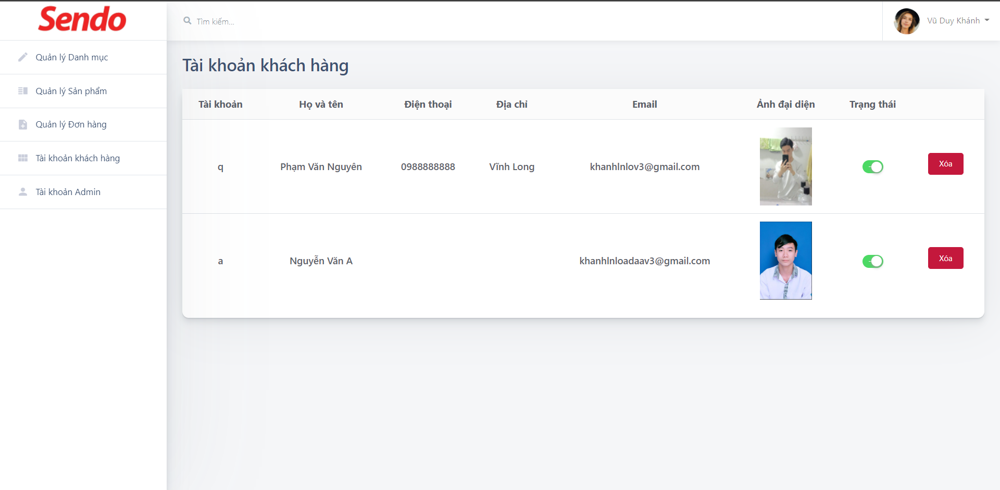 Sendo
Tìm kiếm...
Vũ Duy Khánh
Quản lý Danh mục
Quản lý Sản phẩm
Quản lý Đơn hàng
Tài khoản khách hàng
Tài khoản Admin
Tài khoản khách hàng
Tài khoản Họ và tên Điện thoại Địa chỉ Email Ảnh đại diện Trạng thái
q Phạm Văn Nguyên 0988888888 Vĩnh Long khanhlnlov3@gmail.com Xóa
a Nguyễn Văn A khanhlnloadaav3@gmail.com Xóa